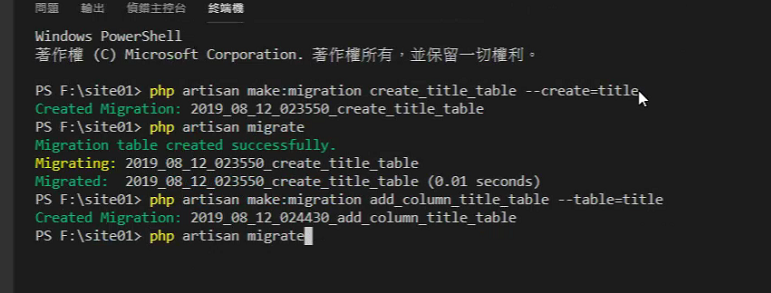 問題 輸出 偵錯主控台 終端機
Windows PowerShell
著作權 (C) Microsoft Corporation. 著作權所有，並保留一切權利。
PS F:\site01> php artisan make:migration create_title_table --create=title
Created Migration: 2019_08_12_023550_create_title_table
PS F:\site01> php artisan migrate
Migration table created successfully.
Migrating: 2019_08_12_023550_create_title_table
Migrated:  2019_08_12_023550_create_title_table (0.01 seconds)
PS F:\site01> php artisan make:migration add_column_title_table --table=title
Created Migration: 2019_08_12_024430_add_column_title_table
PS F:\site01> php artisan migrate